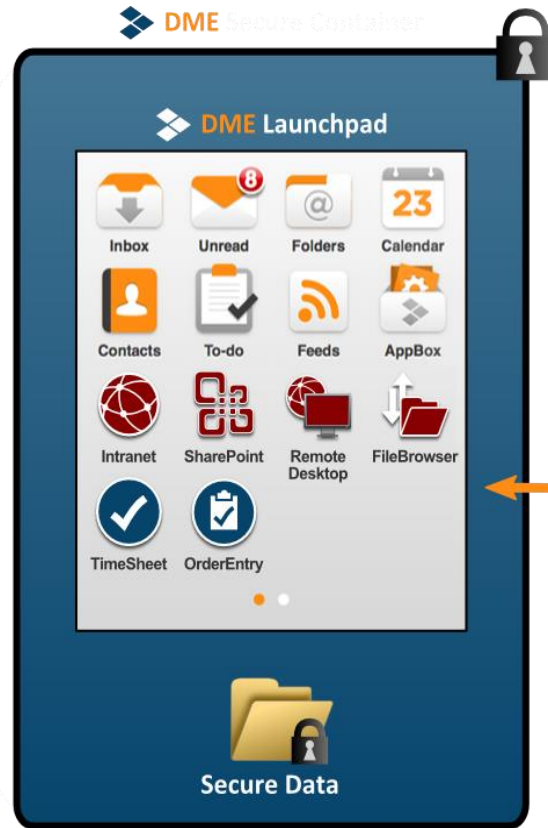 DME Secure Container
DME Launchpad
8
@
23
Inbox Unread Folders Calendar
Contacts To-do Feeds AppBox
Intranet SharePoint Remote Desktop FileBrowser
TimeSheet OrderEntry
Secure Data